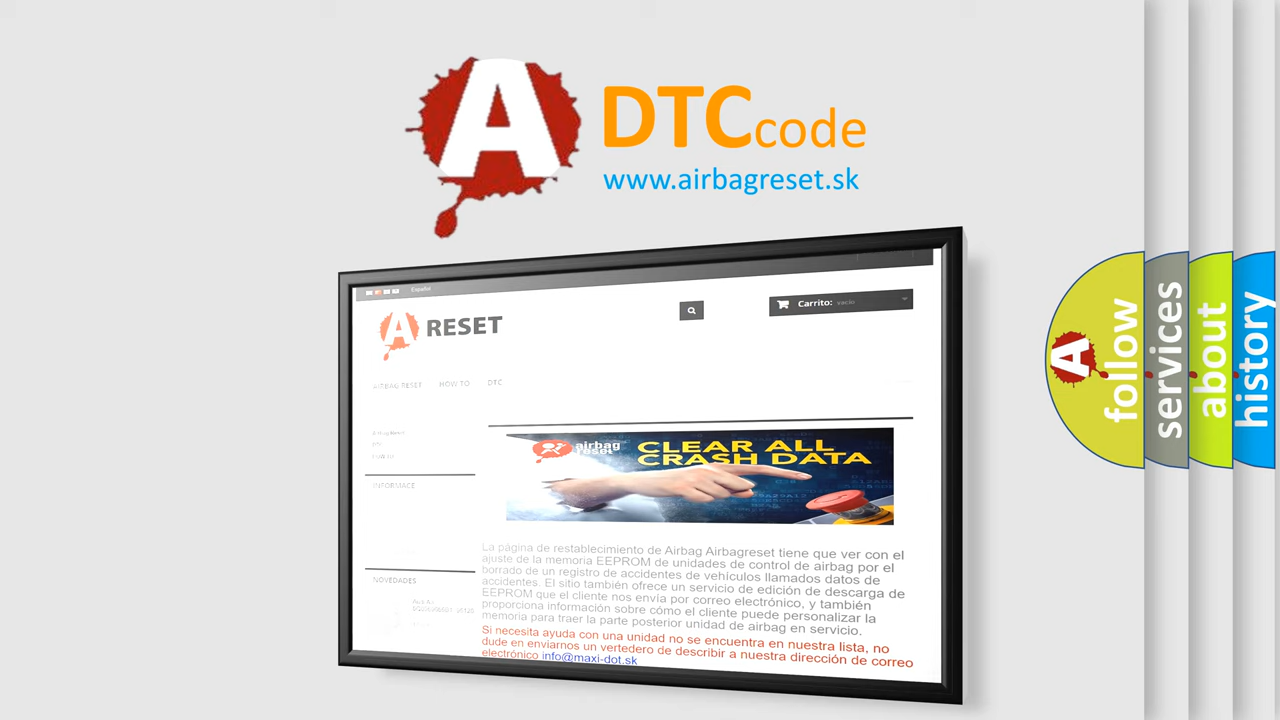 A
DTCcode
www.airbagreset.sk
Español
A RESET
Carrito: vacío
AIRBAG RESET HOW TO DTC
airbag
reset
CLEAR ALL
CRASH DATA
INFORMACE
La página de restablecimiento de Airbag Airbagreset tiene que ver con el
ajuste de la memoria EEPROM de unidades de control de airbag por el
borrado de un registro de accidentes de vehículos llamados datos de
accidentes. El sitio también ofrece un servicio de edición de descarga de
EEPROM que el cliente nos envía por correo electrónico, y también
proporciona información sobre cómo el cliente puede personalizar la
memoria para traer la parte posterior unidad de airbag en servicio.
NOVEDADES
Si necesita ayuda con una unidad no se encuentra en nuestra lista, no
dude en enviarnos un vertedero de describir a nuestra dirección de correo
electrónico info@maxi-dot.sk
A
follow
services
about
history